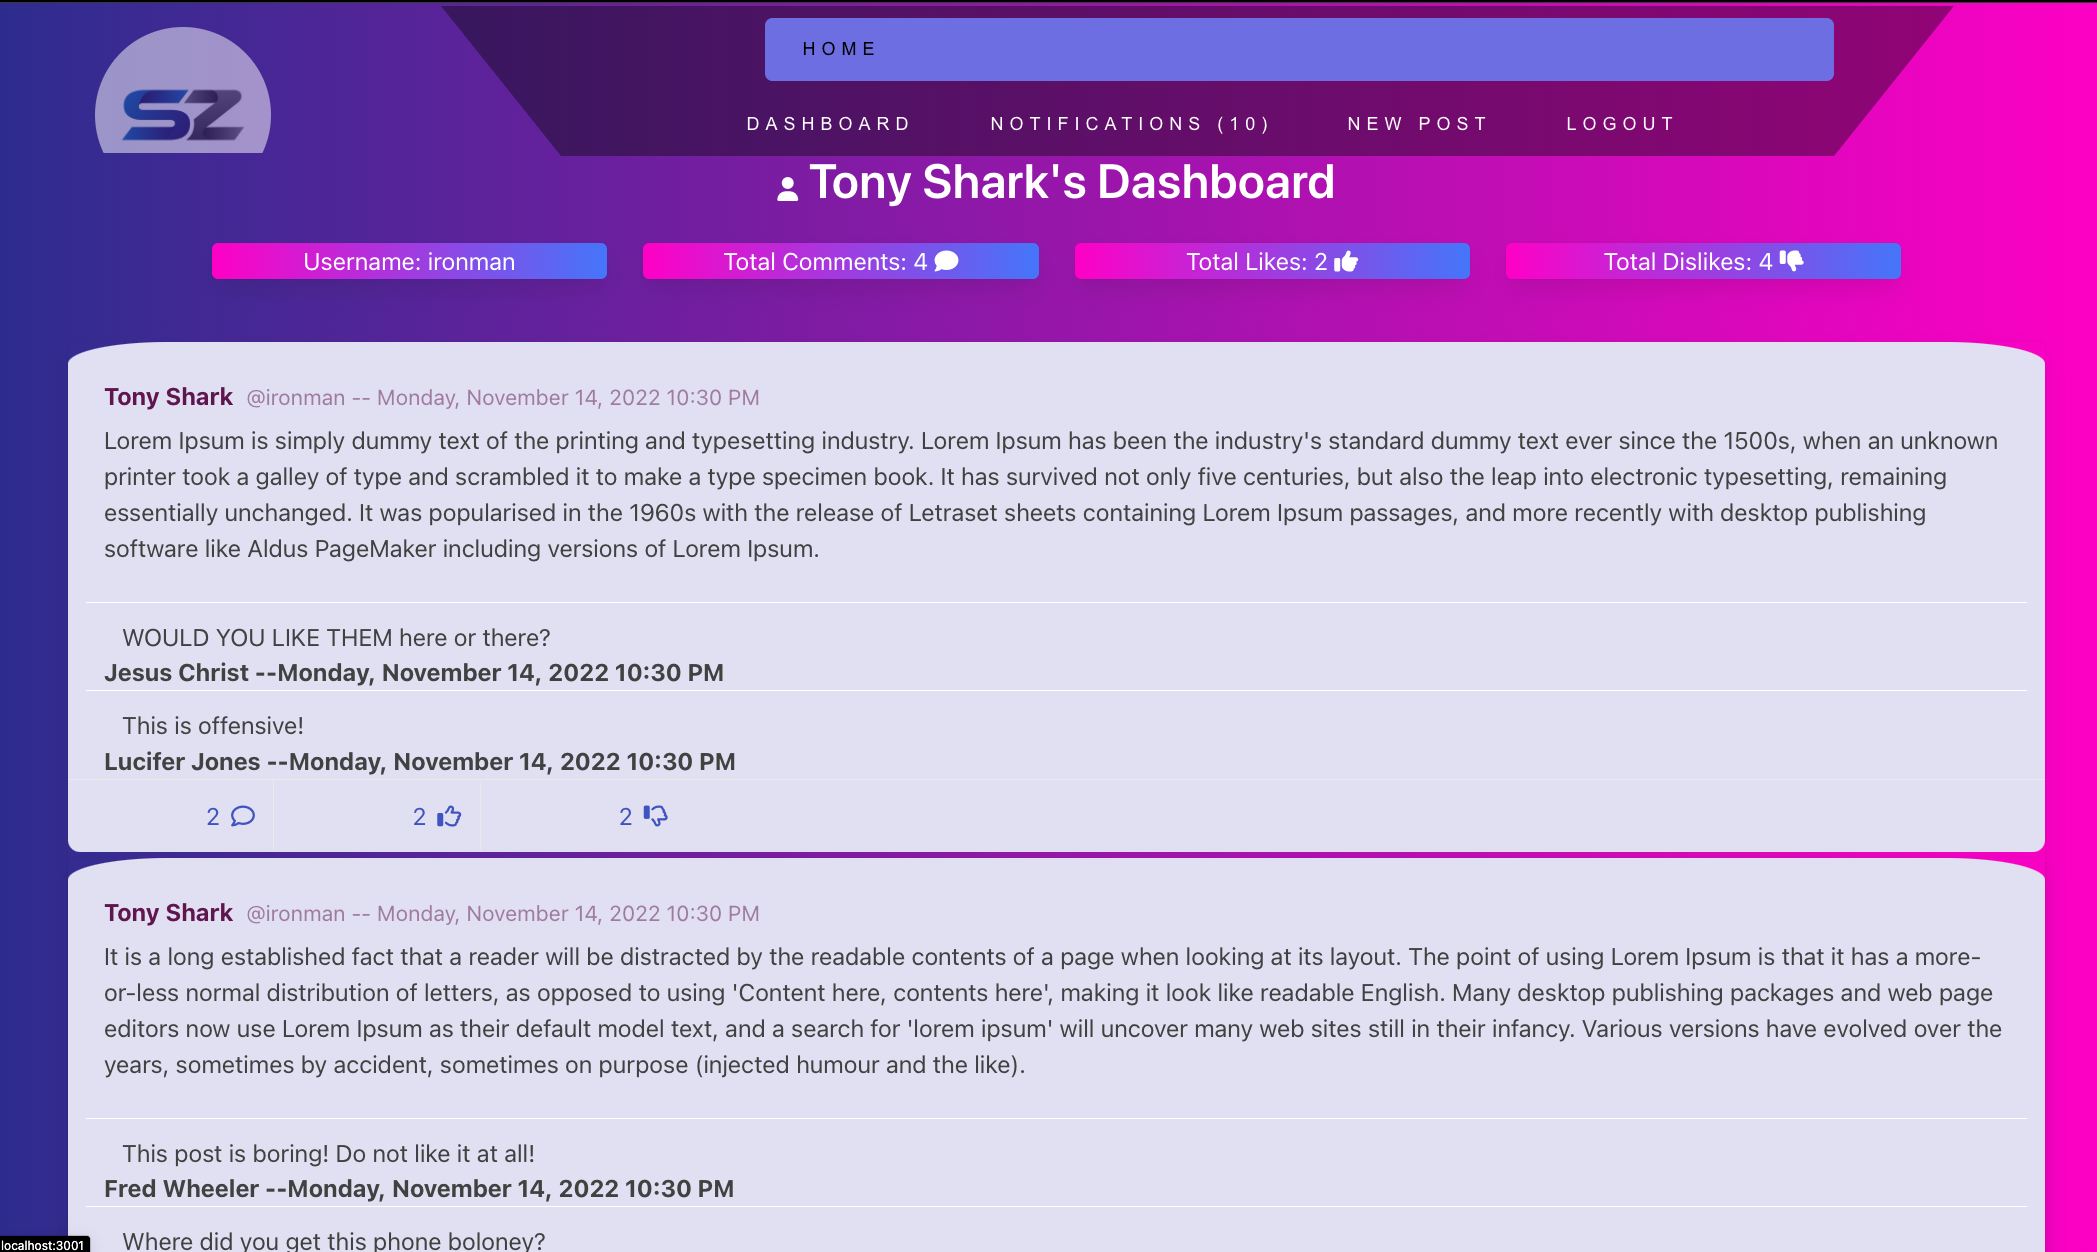 SZ
HOME
DASHBOARD NOTIFICATIONS (10) NEW POST LOGOUT
Tony Shark's Dashboard
Username: ironman Total Comments: 4 Total Likes: 2 Total Dislikes: 4
Tony Shark @ironman -- Monday, November 14, 2022 10:30 PM
Lorem Ipsum is simply dummy text of the printing and typesetting industry. Lorem Ipsum has been the industry's standard dummy text ever since the 1500s, when an unknown
printer took a galley of type and scrambled it to make a type specimen book. It has survived not only five centuries, but also the leap into electronic typesetting, remaining
essentially unchanged. It was popularised in the 1960s with the release of Letraset sheets containing Lorem Ipsum passages, and more recently with desktop publishing
software like Aldus PageMaker including versions of Lorem Ipsum.
WOULD YOU LIKE THEM here or there?
Jesus Christ --Monday, November 14, 2022 10:30 PM
This is offensive!
Lucifer Jones --Monday, November 14, 2022 10:30 PM
2 2 2
Tony Shark @ironman -- Monday, November 14, 2022 10:30 PM
It is a long established fact that a reader will be distracted by the readable contents of a page when looking at its layout. The point of using Lorem Ipsum is that it has a more-
or-less normal distribution of letters, as opposed to using 'Content here, contents here', making it look like readable English. Many desktop publishing packages and web page
editors now use Lorem Ipsum as their default model text, and a search for 'lorem ipsum' will uncover many web sites still in their infancy. Various versions have evolved over the
years, sometimes by accident, sometimes on purpose (injected humour and the like).
This post is boring! Do not like it at all!
Fred Wheeler --Monday, November 14, 2022 10:30 PM
Where did you get this phone boloney?
localhost:3001